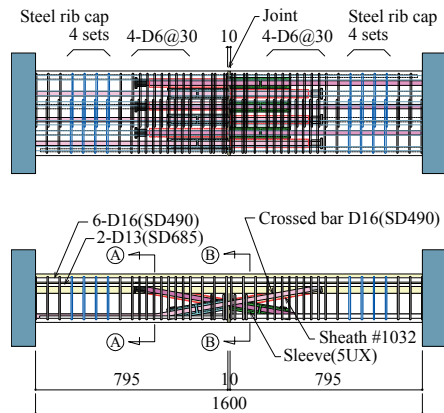 Steel rib cap
4 sets
4-D6@30
10
Joint
4-D6@30
Steel rib cap
4 sets
6-D16(SD490)
2-D13(SD685)
Crossed bar D16(SD490)
A
B
A
B
Sheath #1032
Sleeve(5UX)
795
10
795
1600